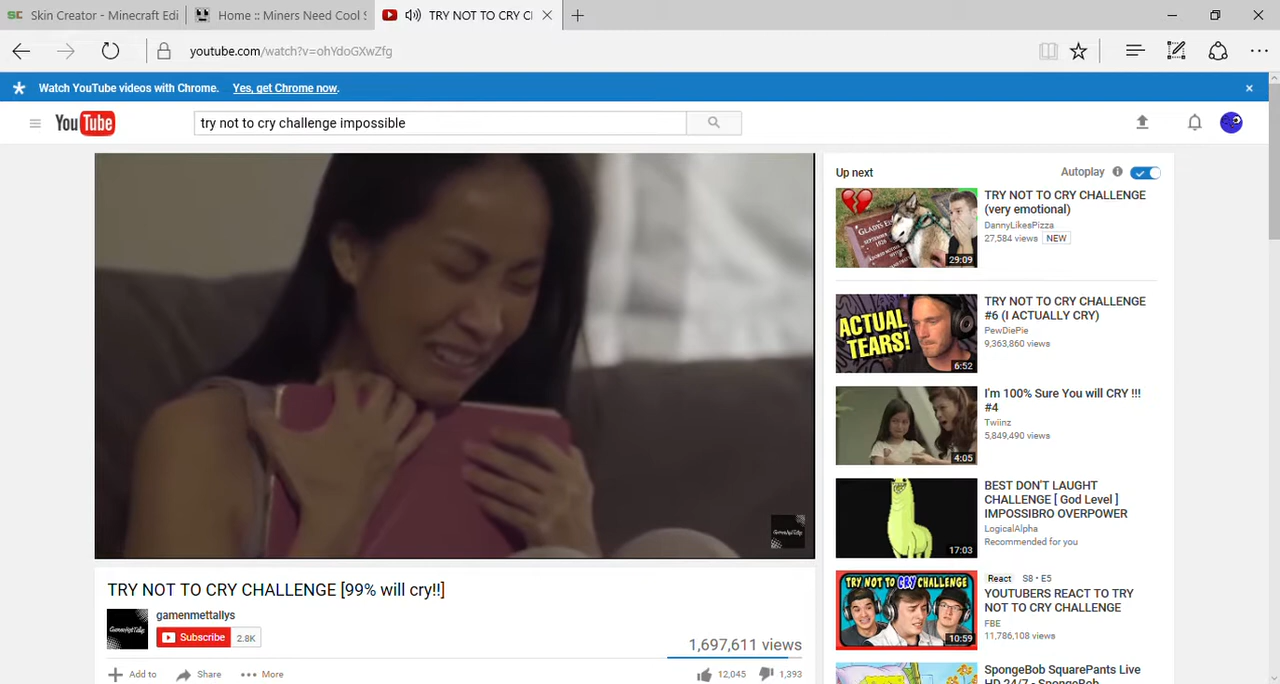 Skin Creator - Minecraft Edi
Home :: Miners Need Cool S
TRY NOT TO CRY C
youtube.com/watch?v=ohYdoGXwZfg
Watch YouTube videos with Chrome. Yes, get Chrome now.
YouTube
try not to cry challenge impossible
Up next
Autoplay
TRY NOT TO CRY CHALLENGE
(very emotional)
DannyLikesPizza
27,584 views NEW
29:09
TRY NOT TO CRY CHALLENGE
#6 (I ACTUALLY CRY)
PewDiePie
9,363,860 views
ACTUAL
TEARS!
6:52
I'm 100% Sure You will CRY !!!
#4
Twiinz
5,849,490 views
4:05
BEST DON'T LAUGHT
CHALLENGE [ God Level ]
IMPOSSIBRO OVERPOWER
LogicalAlpha
Recommended for you
17:03
TRY NOT TO CRY CHALLENGE
React S8 • E5
YOUTUBERS REACT TO TRY
NOT TO CRY CHALLENGE
FBE
11,786,108 views
10:59
SpongeBob SquarePants Live
TRY NOT TO CRY CHALLENGE [99% will cry!!]
gamenmettallys
Subscribe 2.8K
1,697,611 views
Add to Share More
12,045 1,393